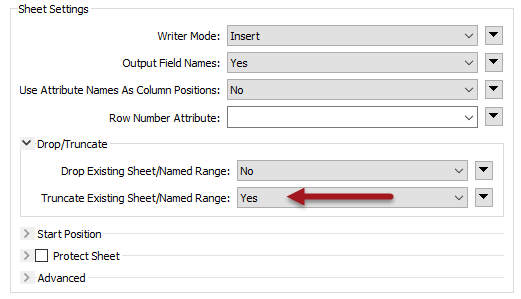 Sheet Settings
Writer Mode: Insert
Output Field Names: Yes
Use Attribute Names As Column Positions: No
Row Number Attribute:
Drop/Truncate
Drop Existing Sheet/Named Range: No
Truncate Existing Sheet/Named Range: Yes
Start Position
Protect Sheet
Advanced